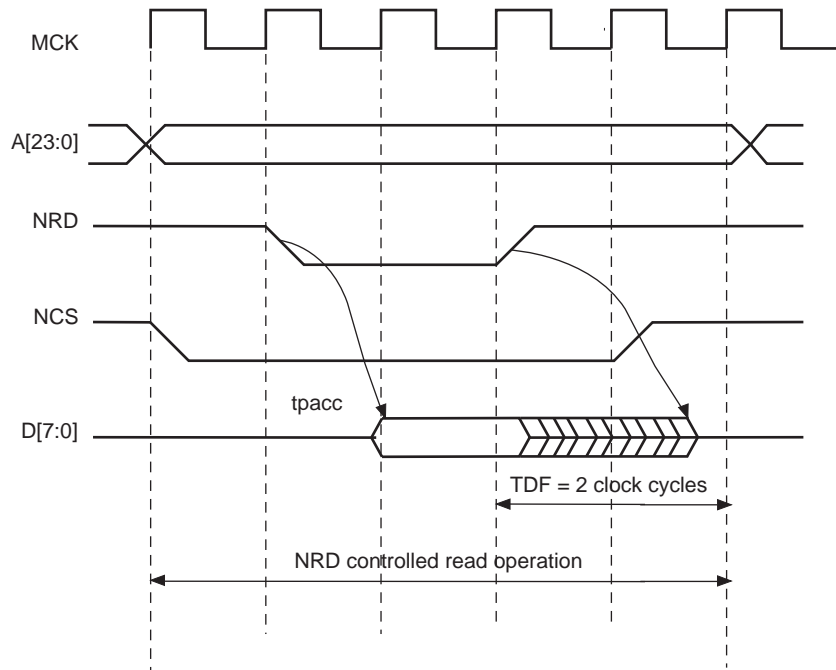 MCK
A[23:0]
NRD
NCS
tpacc
D[7:0]
TDF = 2 clock cycles
NRD controlled read operation